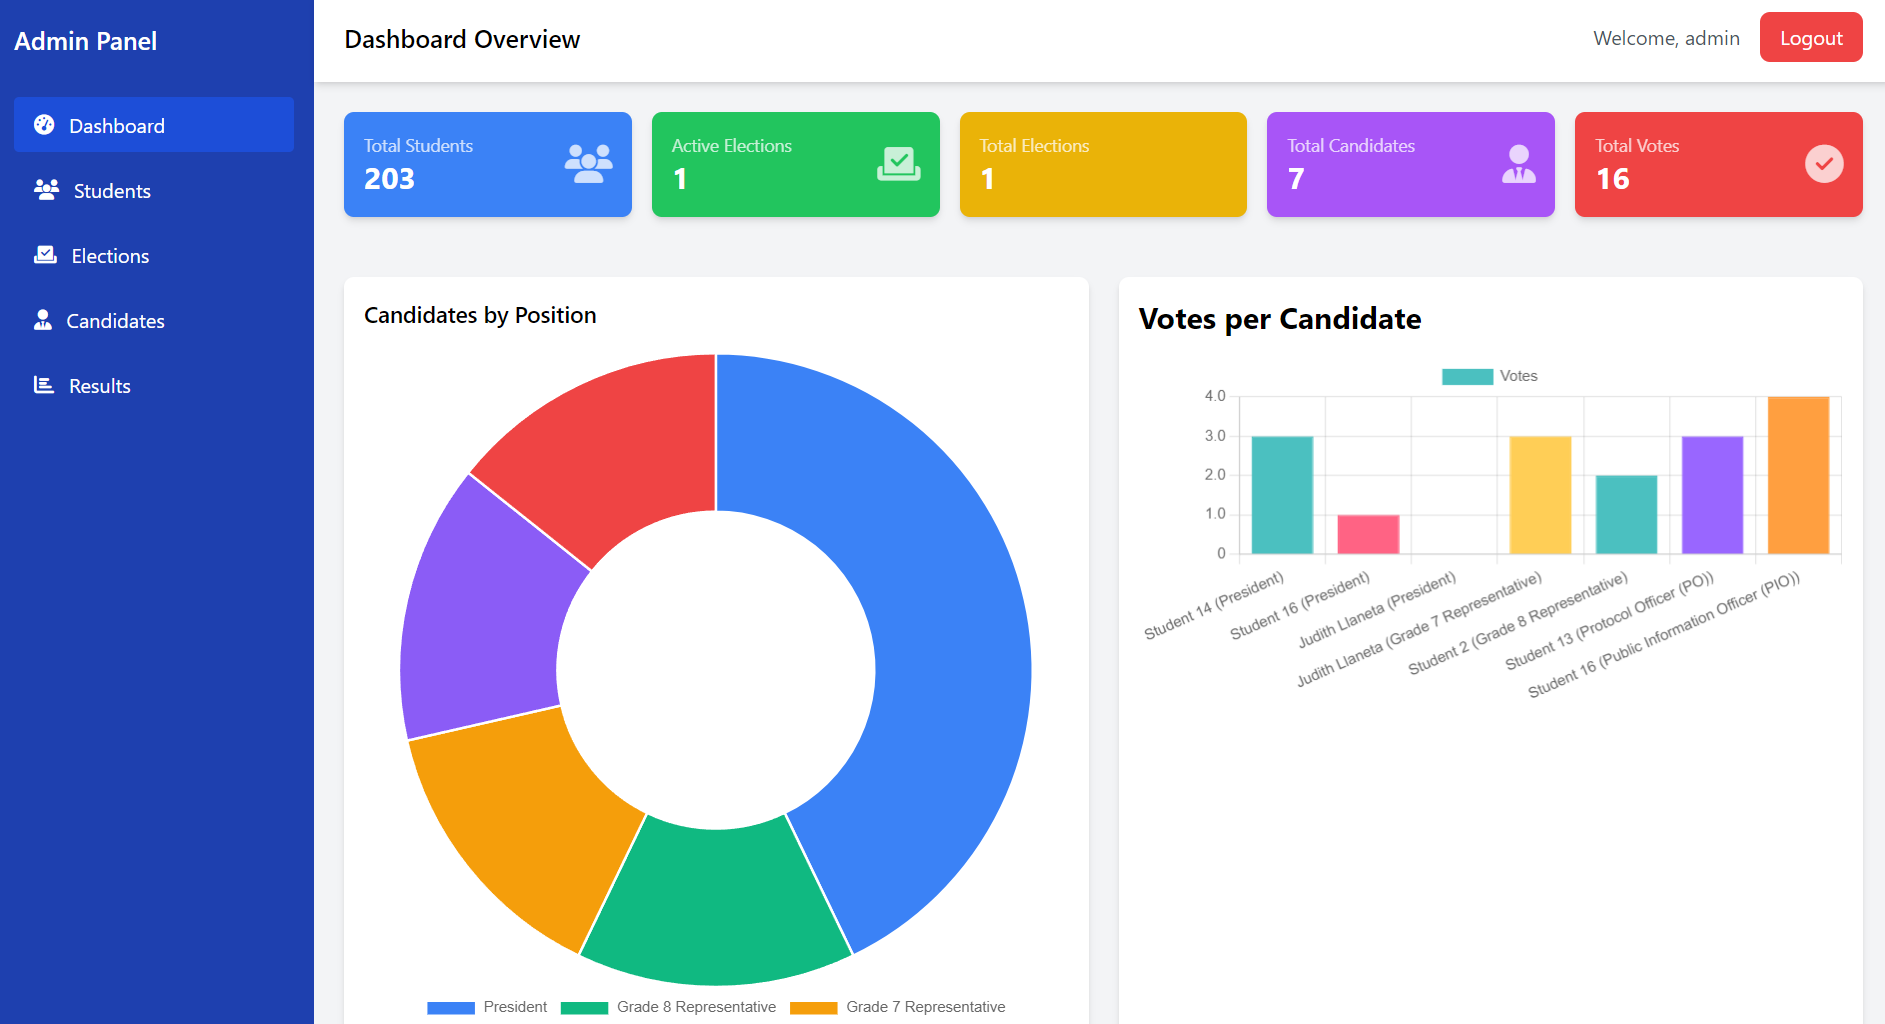 Admin Panel
Dashboard
Students
Elections
Candidates
Results
Dashboard Overview
Welcome, admin
Logout
Total Students
203
Active Elections
1
Total Elections
1
Total Candidates
7
Total Votes
16
Candidates by Position
President
Grade 8 Representative
Grade 7 Representative
Votes per Candidate
Votes
4.0
3.0
2.0
1.0
0
Student 14 (President)
Student 16 (President)
Judith Llaneta (President)
Judith Llaneta (Grade 7 Representative)
Student 2 (Grade 8 Representative)
Student 13 (Protocol Officer (PO))
Student 16 (Public Information Officer (PIO))